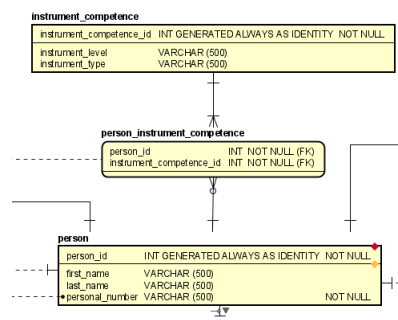 instrument_competence
instrument_competence_id INT GENERATED ALWAYS AS IDENTITY NOT NULL
instrument_level VARCHAR (500)
instrument_type VARCHAR (500)
person_instrument_competence
person_id INT NOT NULL (FK)
instrument_competence_id INT NOT NULL (FK)
person
person_id INT GENERATED ALWAYS AS IDENTITY NOT NULL
first_name VARCHAR (500)
last_name VARCHAR (500)
personal_number VARCHAR (500) NOT NULL